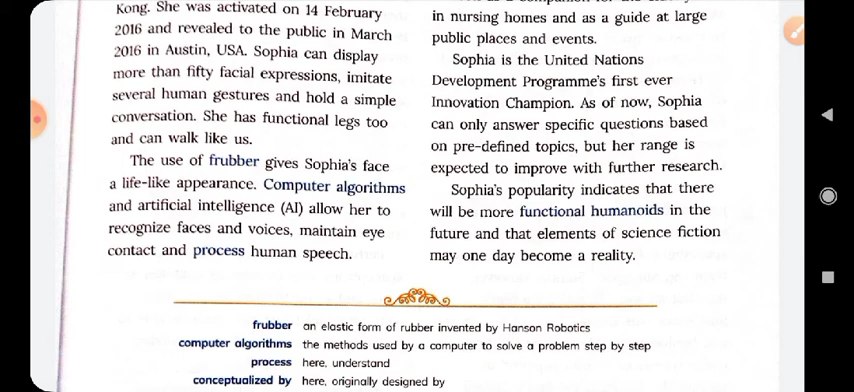 Kong. She was activated on 14 February
2016 and revealed to the public in March
2016 in Austin, USA. Sophia can display
more than fifty facial expressions, imitate
several human gestures and hold a simple
conversation. She has functional legs too
and can walk like us.
The use of frubber gives Sophia's face
a life-like appearance. Computer algorithms
and artificial intelligence (AI) allow her to
recognize faces and voices, maintain eye
contact and process human speech.
in nursing homes and as a guide at large
public places and events.
Sophia is the United Nations
Development Programme's first ever
Innovation Champion. As of now, Sophia
can only answer specific questions based
on pre-defined topics, but her range is
expected to improve with further research.
Sophia's popularity indicates that there
will be more functional humanoids in the
future and that elements of science fiction
may one day become a reality.
frubber an elastic form of rubber invented by Hanson Robotics
computer algorithms the methods used by a computer to solve a problem step by step
process here, understand
conceptualized by here, originally designed by